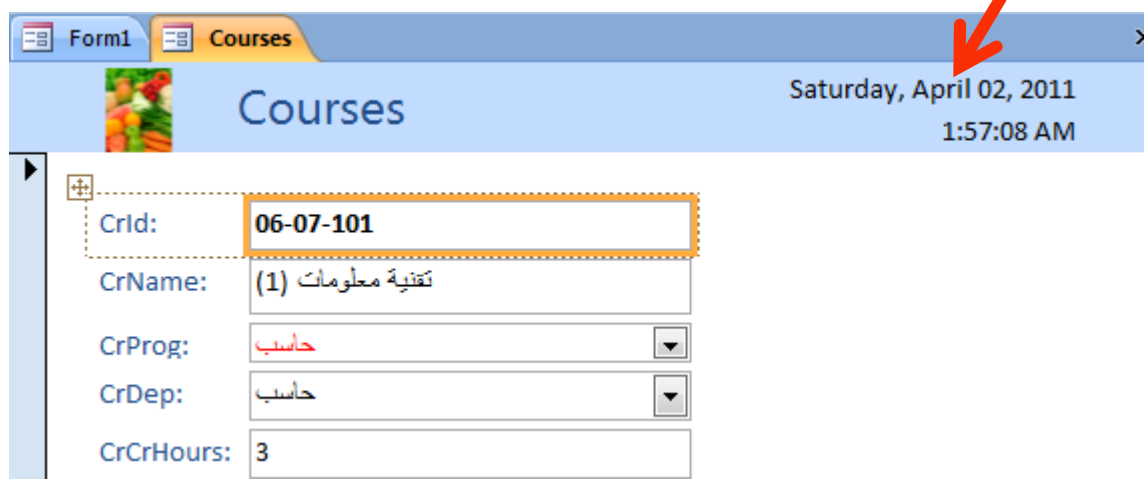 Form1 Courses
Courses
Saturday, April 02, 2011
1:57:08 AM
CrId: 06-07-101
CrName: تقنية معلومات (1)
CrProg: حاسب
CrDep: حاسب
CrCrHours: 3